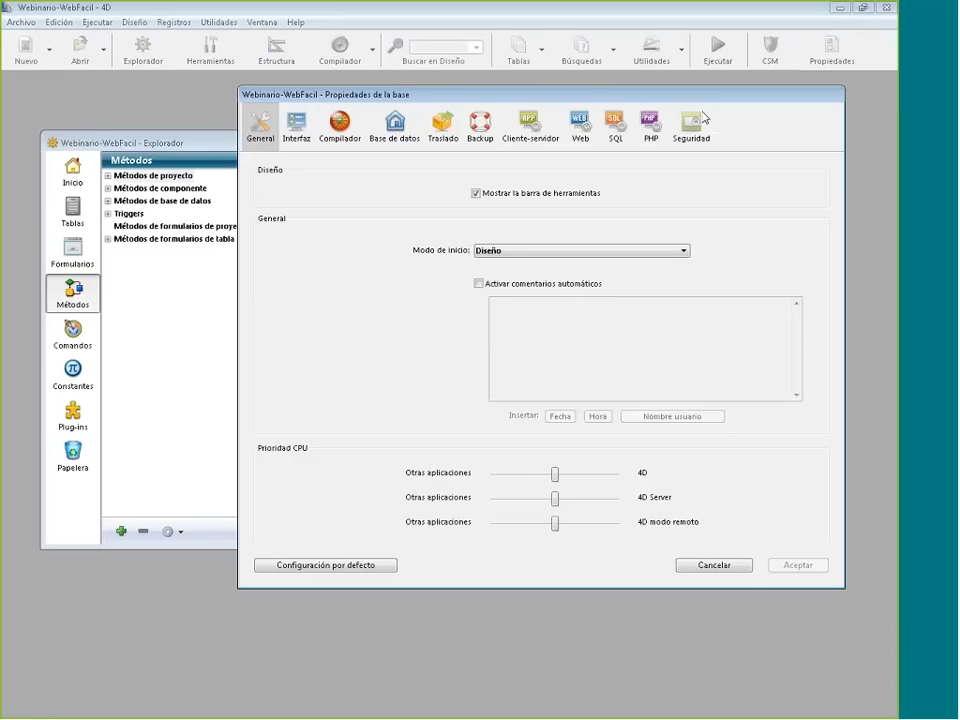 Webinario-WebFacil - 4D
Archivo Edición Ejecutar Diseño Registros Utilidades Ventana Help
Nuevo Abrir Explorador Herramientas Estructura Compilador Buscar en Diseño Tablas Búsquedas Utilidades Ejecutar CSM Propiedades
Webinario-WebFacil - Propiedades de la base
General Interfaz Compilador Base de datos Traslado Backup Cliente-servidor Web SQL PHP Seguridad
Webinario-WebFacil - Explorador
Inicio
Tablas
Formularios
Métodos
Comandos
Constantes
Plug-ins
Papelera
Métodos
Métodos de proyecto
Métodos de componente
Métodos de base de datos
Triggers
Métodos de formularios de proye
Métodos de formularios de tabla
Diseño
Mostrar la barra de herramientas
General
Modo de inicio: Diseño
Activar comentarios automáticos
Insertar: Fecha Hora Nombre usuario
Prioridad CPU
Otras aplicaciones 4D
Otras aplicaciones 4D Server
Otras aplicaciones 4D modo remoto
Configuración por defecto Cancelar Aceptar